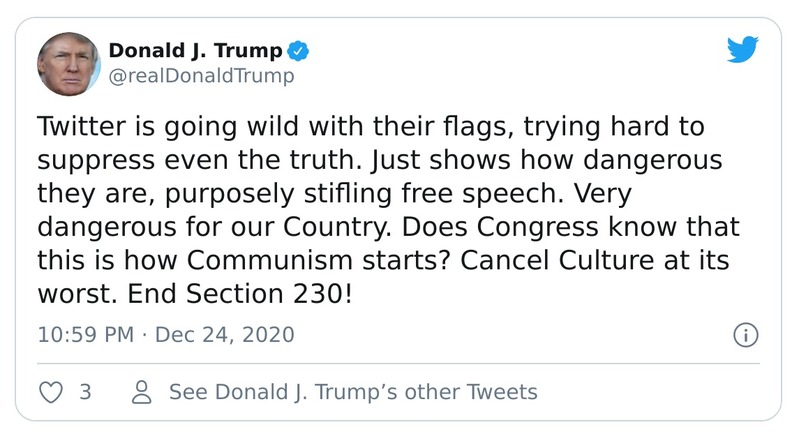 Donald J. Trump
@realDonaldTrump
Twitter is going wild with their flags, trying hard to
suppress even the truth. Just shows how dangerous
they are, purposely stifling free speech. Very
dangerous for our Country. Does Congress know that
this is how Communism starts? Cancel Culture at its
worst. End Section 230!
10:59 PM · Dec 24, 2020
3 See Donald J. Trump’s other Tweets